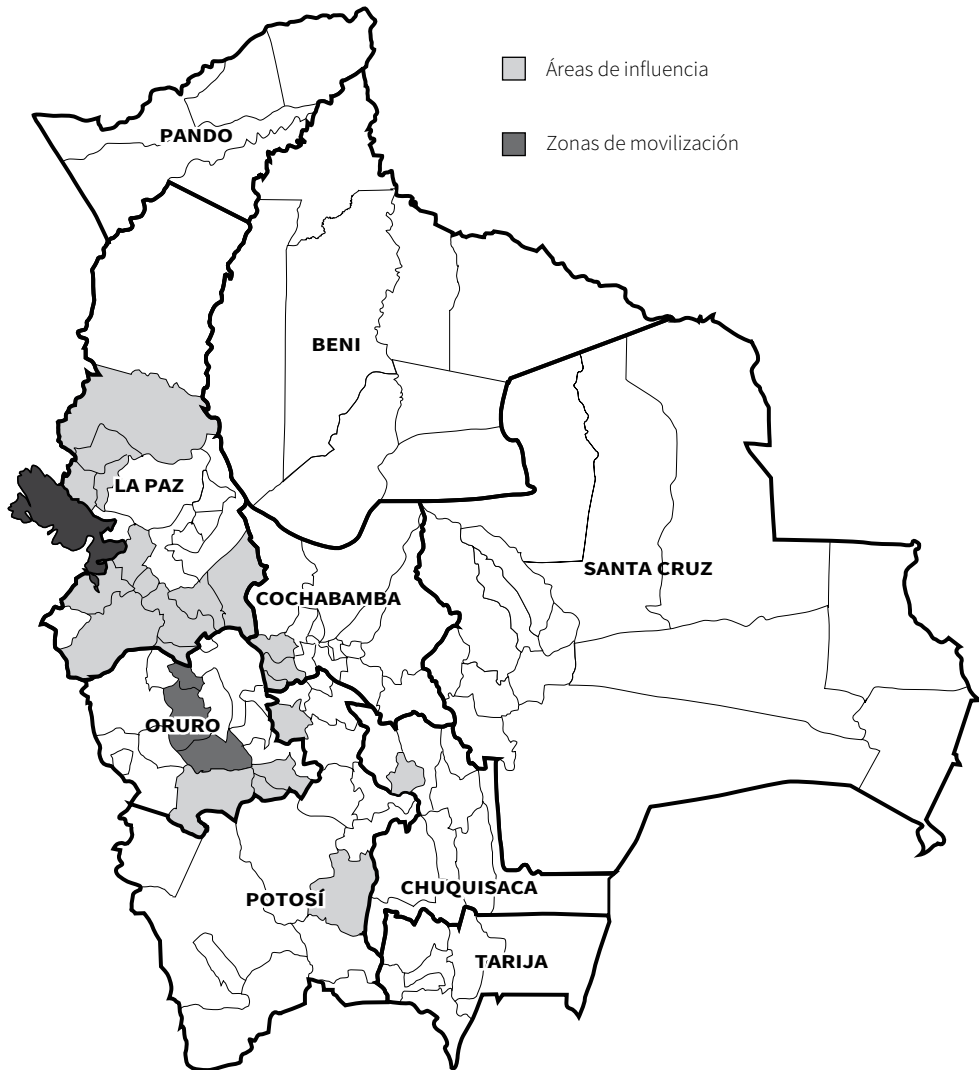 Áreas de influencia
Zonas de movilización
PANDO
BENI
LA PAZ
SANTA CRUZ
COCHABAMBA
ORURO
CHUQUISACA
POTOSÍ
TARIJA